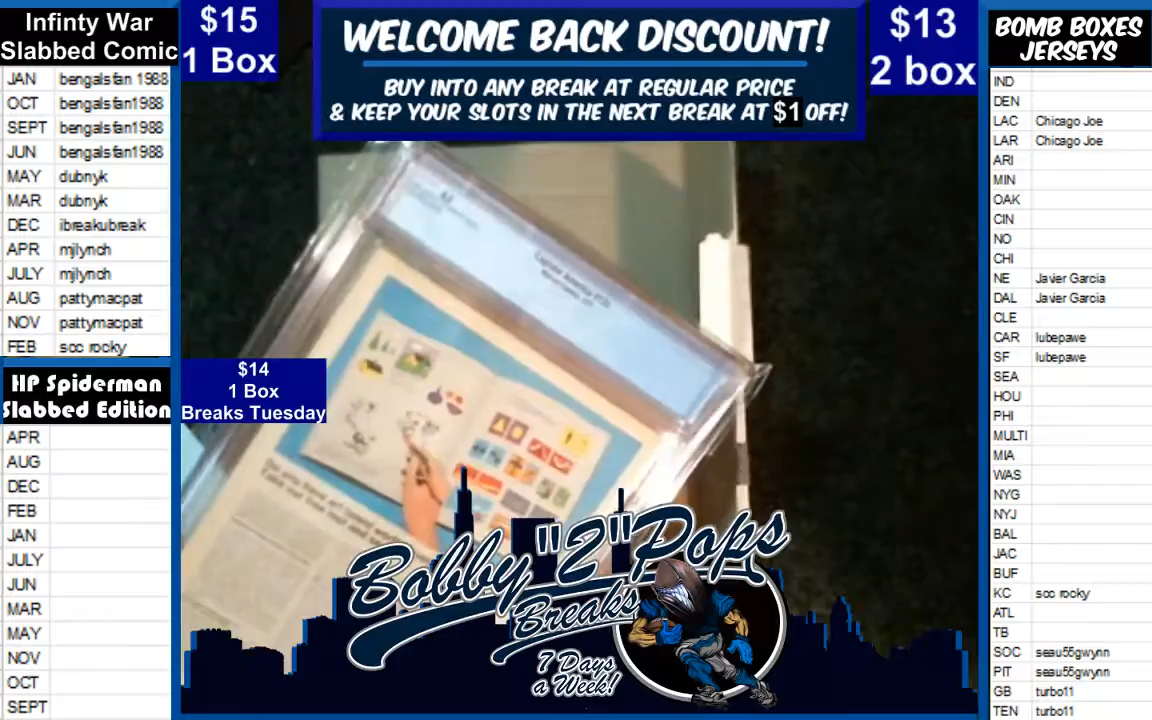 Infinty War
Slabbed Comic
JAN bengalsfan 1988
OCT bengalsfan1988
SEPT bengalsfan1988
JUN bengalsfan1988
MAY dubnyk
MAR dubnyk
DEC ibreakubreak
APR mjlynch
JULY mjlynch
AUG pattymacpat
NOV pattymacpat
FEB scc rocky
HP Spiderman
Slabbed Edition
APR
AUG
DEC
FEB
JAN
JULY
JUN
MAR
MAY
NOV
OCT
SEPT
$15
1 Box
WELCOME BACK DISCOUNT!
BUY INTO ANY BREAK AT REGULAR PRICE
& KEEP YOUR SLOTS IN THE NEXT BREAK AT $1 OFF!
$13
2 box
$14
1 Box
Breaks Tuesday
Captain America
Bobby "2" Pops
Breaks
7 Days
a Week!
BOMB BOXES
JERSEYS
IND
DEN
LAC Chicago Joe
LAR Chicago Joe
ARI
MIN
OAK
CIN
NO
CHI
NE Javier Garcia
DAL Javier Garcia
CLE
CAR lubepawe
SF lubepawe
SEA
HOU
PHI
MULTI
MIA
WAS
NYG
NYJ
BAL
JAC
BUF
KC scc rocky
ATL
TB
SOC seau55gwynn
PIT seau55gwynn
GB turbo11
TEN turbo11